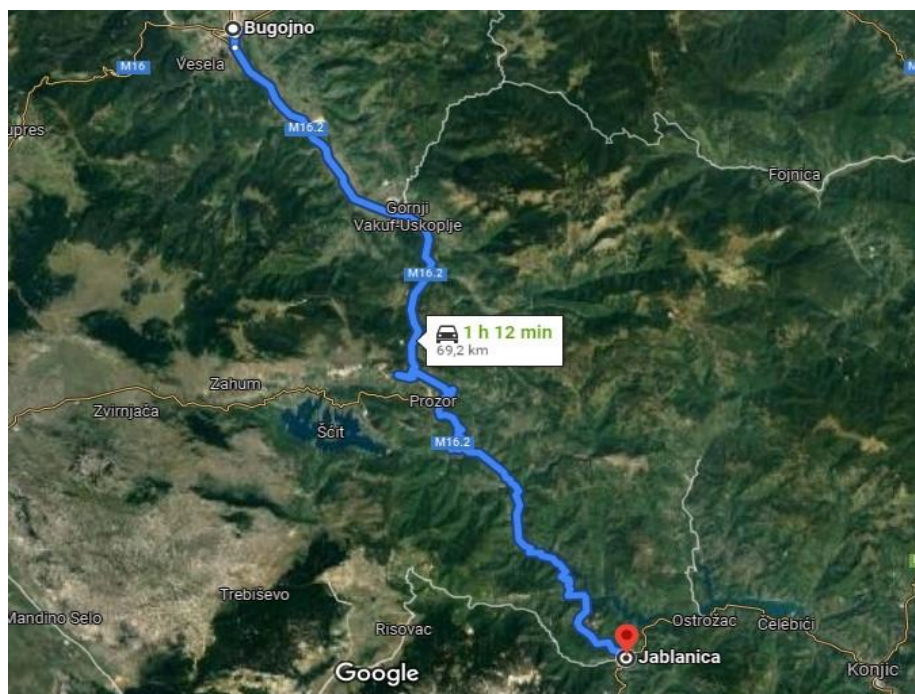 Bugojno
Vesela
M16
M
upres
M16.2
Fojnica
Gornji
Vakuf-Uskoplje
M16.2
1 h 12 min
69,2 km
Zahum
Prozor
Zvirnjača
Šćit
M16.2
Trebiševo
Mandino Selo
Risovac
Ostrožac
Čelebići
Jablanica
Google
Konjic